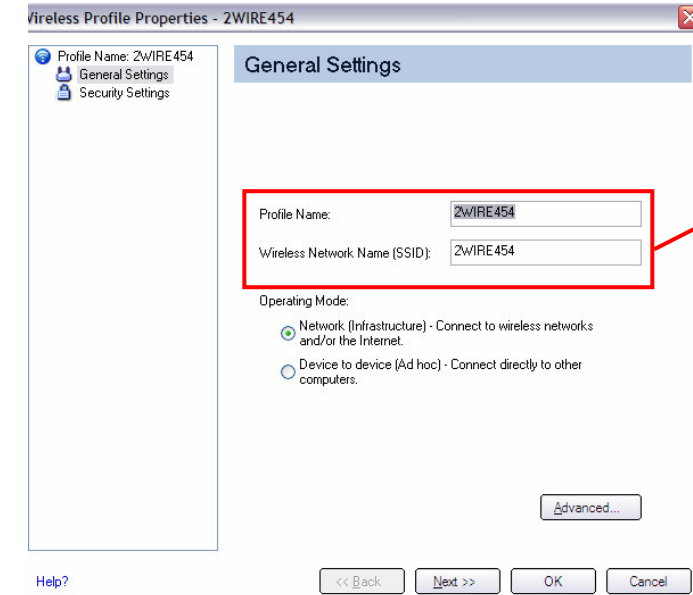 Wireless Profile Properties - 2WIRE454
Profile Name: 2WIRE454
General Settings
Security Settings
General Settings
Profile Name: 2WIRE454
Wireless Network Name (SSID): 2WIRE454
Operating Mode:
Network (Infrastructure) - Connect to wireless networks
and/or the Internet.
Device to device (Ad hoc) - Connect directly to other
computers.
Advanced...
Help? << Back Next >> OK Cancel